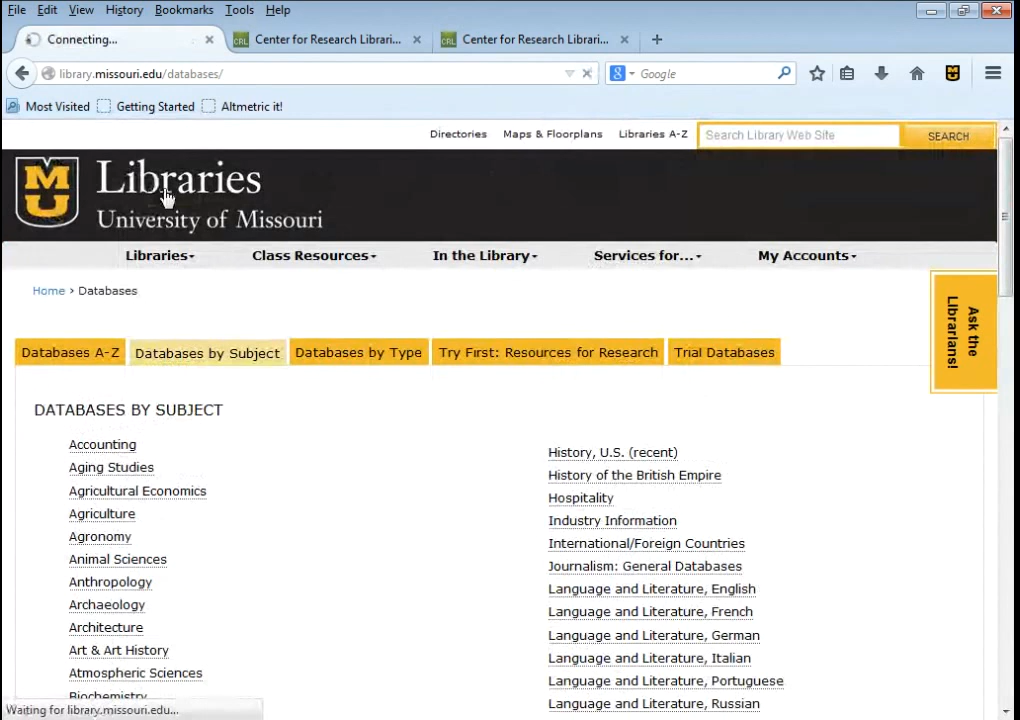 File Edit View History Bookmarks Tools Help
Connecting... CRL Center for Research Librari... CRL Center for Research Librari...
library.missouri.edu/databases/ Google
Most Visited Getting Started Altmetric it!
Directories Maps & Floorplans Libraries A-Z Search Library Web Site SEARCH
MU Libraries
University of Missouri
Libraries Class Resources In the Library Services for... My Accounts
Home > Databases
Ask the
Librarians!
Databases A-Z Databases by Subject Databases by Type Try First: Resources for Research Trial Databases
DATABASES BY SUBJECT
Accounting
Aging Studies
Agricultural Economics
Agriculture
Agronomy
Animal Sciences
Anthropology
Archaeology
Architecture
Art & Art History
Atmospheric Sciences
Biochemistry
History, U.S. (recent)
History of the British Empire
Hospitality
Industry Information
International/Foreign Countries
Journalism: General Databases
Language and Literature, English
Language and Literature, French
Language and Literature, German
Language and Literature, Italian
Language and Literature, Portuguese
Language and Literature, Russian
Waiting for library.missouri.edu...